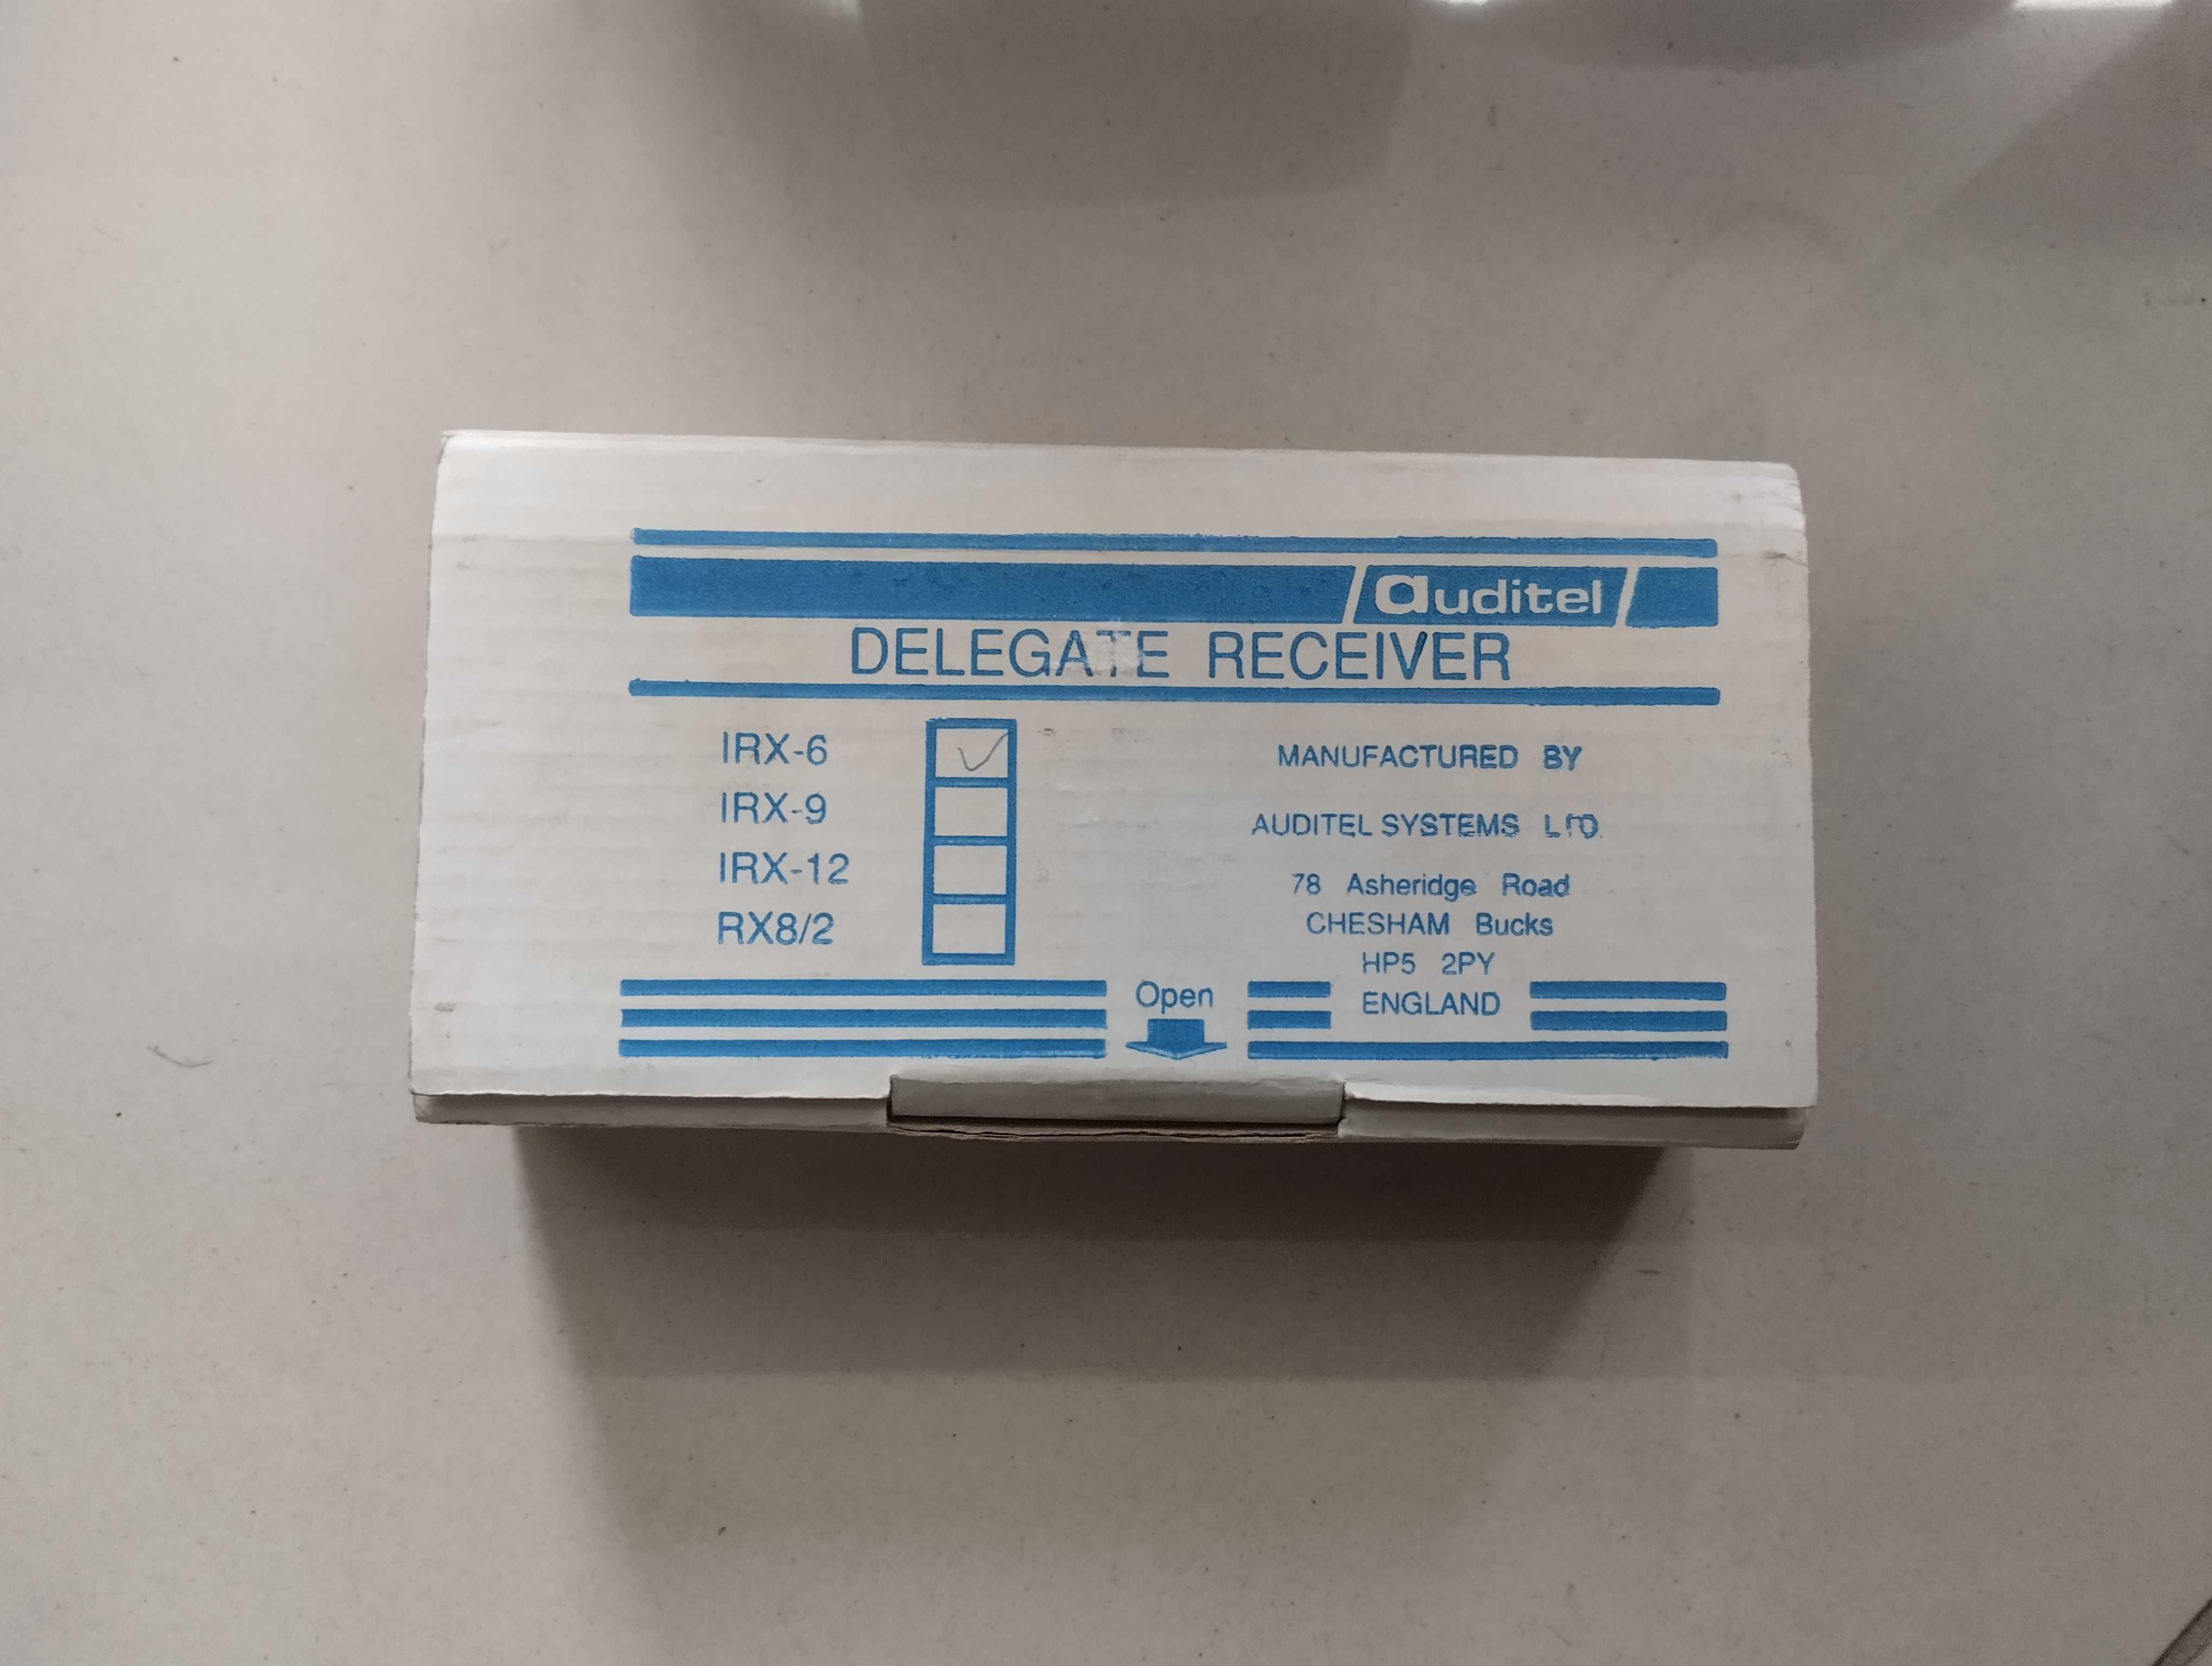 auditel
DELEGATE RECEIVER
IRX-6
IRX-9
IRX-12
RX8/2
MANUFACTURED BY
AUDITEL SYSTEMS LTD.
78 Asheridge Road
CHESHAM Bucks
HP5 2PY
ENGLAND
Open